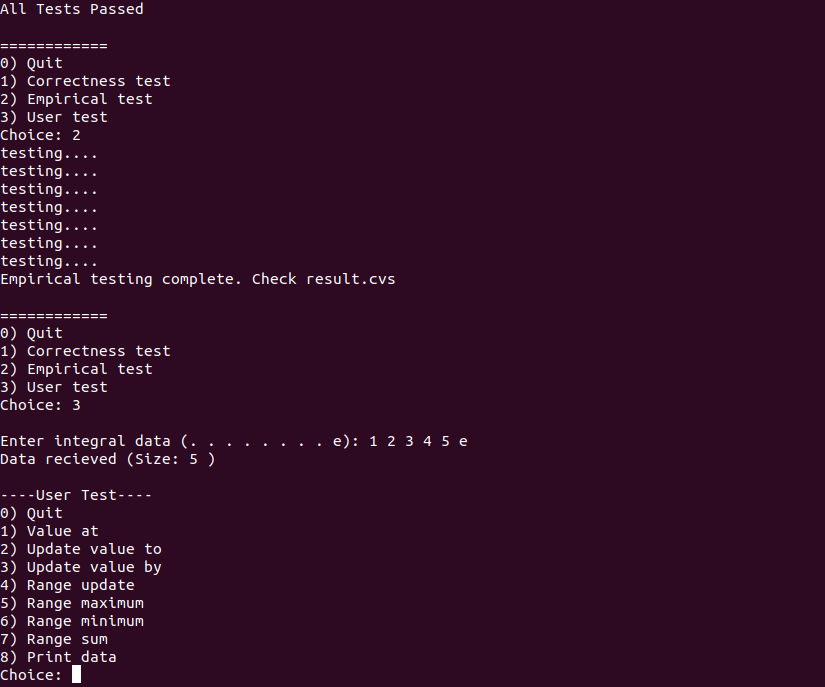 All Tests Passed
============
0) Quit
1) Correctness test
2) Empirical test
3) User test
Choice: 2
testing....
testing....
testing....
testing....
testing....
testing....
testing....
Empirical testing complete. Check result.cvs
============
0) Quit
1) Correctness test
2) Empirical test
3) User test
Choice: 3
Enter integral data (. . . . . . . . e): 1 2 3 4 5 e
Data recieved (Size: 5 )
----User Test----
0) Quit
1) Value at
2) Update value to
3) Update value by
4) Range update
5) Range maximum
6) Range minimum
7) Range sum
8) Print data
Choice: